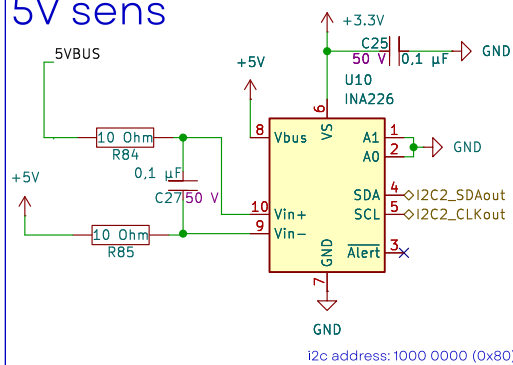 5V sens
5VBUS
+3.3V
C25
50 V
0,1 µF
GND
+5V
U10
INA226
6
VS
8
Vbus
A1
1
A0
2
GND
10 Ohm
R84
0,1 µF
C27
50 V
+5V
10 Ohm
R85
10
Vin+
9
Vin-
SDA
4
I2C2_SDAout
SCL
5
I2C2_CLKout
GND
Alert
3
7
GND
i2c address: 1000 0000 (0x80)